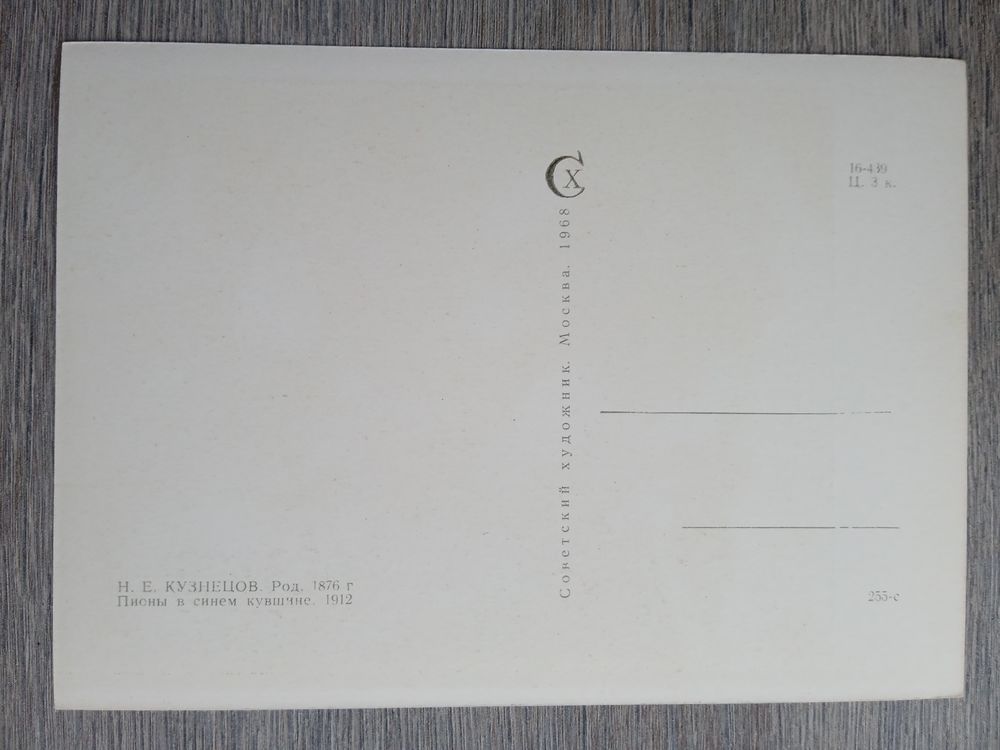 Н. Е. КУЗНЕЦОВ. Род. 1876 г
Пионы в синем кувшине. 1912
Сх
Советский художник. Москва. 1968
16-439
Ц. 3 к.
255-с